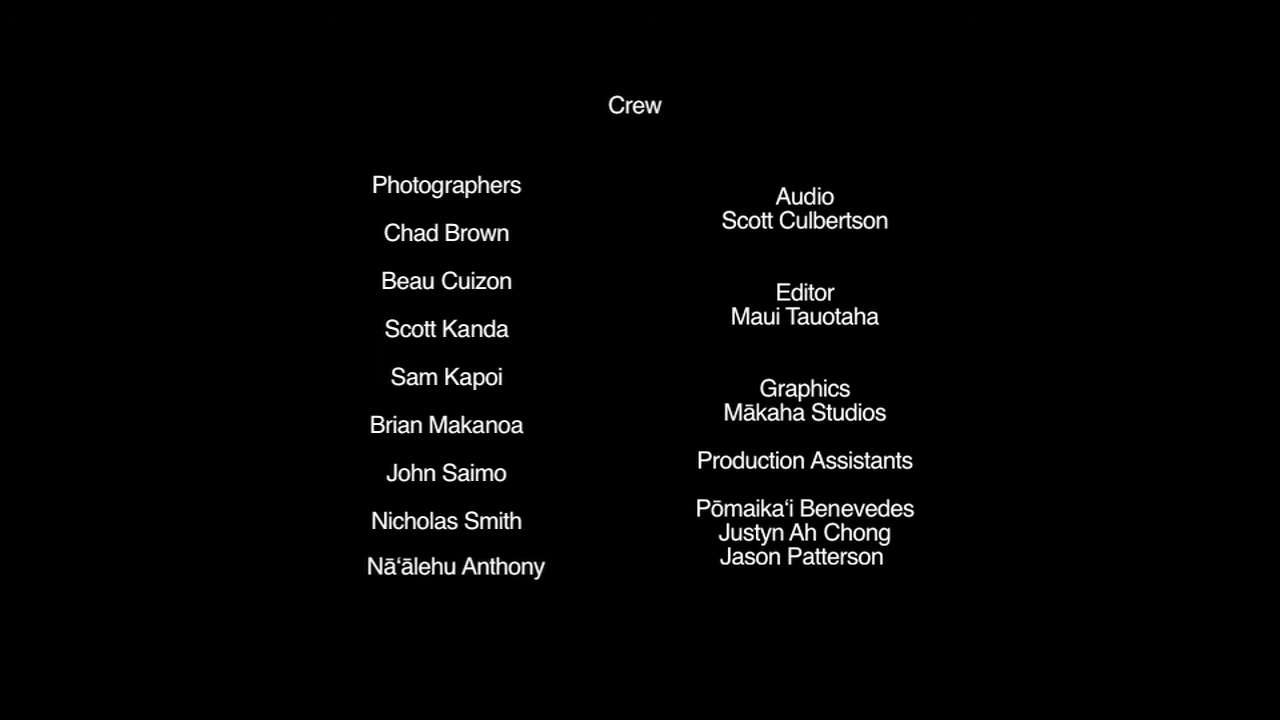 Crew
Photographers
Chad Brown
Beau Cuizon
Scott Kanda
Sam Kapoi
Brian Makanoa
John Saimo
Nicholas Smith
Nāʻālehu Anthony
Audio
Scott Culbertson
Editor
Maui Tauotaha
Graphics
Mākaha Studios
Production Assistants
Pōmaikaʻi Benevedes
Justyn Ah Chong
Jason Patterson